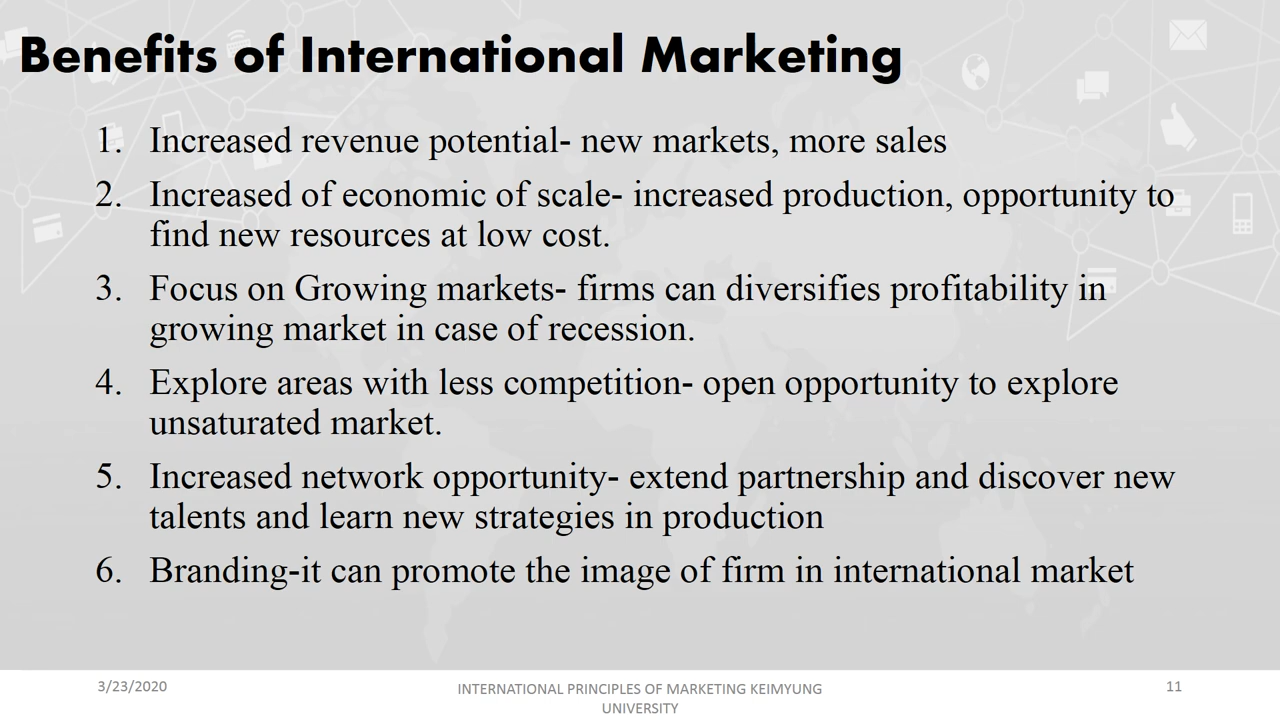 Benefits of International Marketing
1. Increased revenue potential- new markets, more sales
2. Increased of economic of scale- increased production, opportunity to
find new resources at low cost.
3. Focus on Growing markets- firms can diversifies profitability in
growing market in case of recession.
4. Explore areas with less competition- open opportunity to explore
unsaturated market.
5. Increased network opportunity- extend partnership and discover new
talents and learn new strategies in production
6. Branding-it can promote the image of firm in international market
3/23/2020
INTERNATIONAL PRINCIPLES OF MARKETING KEIMYUNG
UNIVERSITY
11